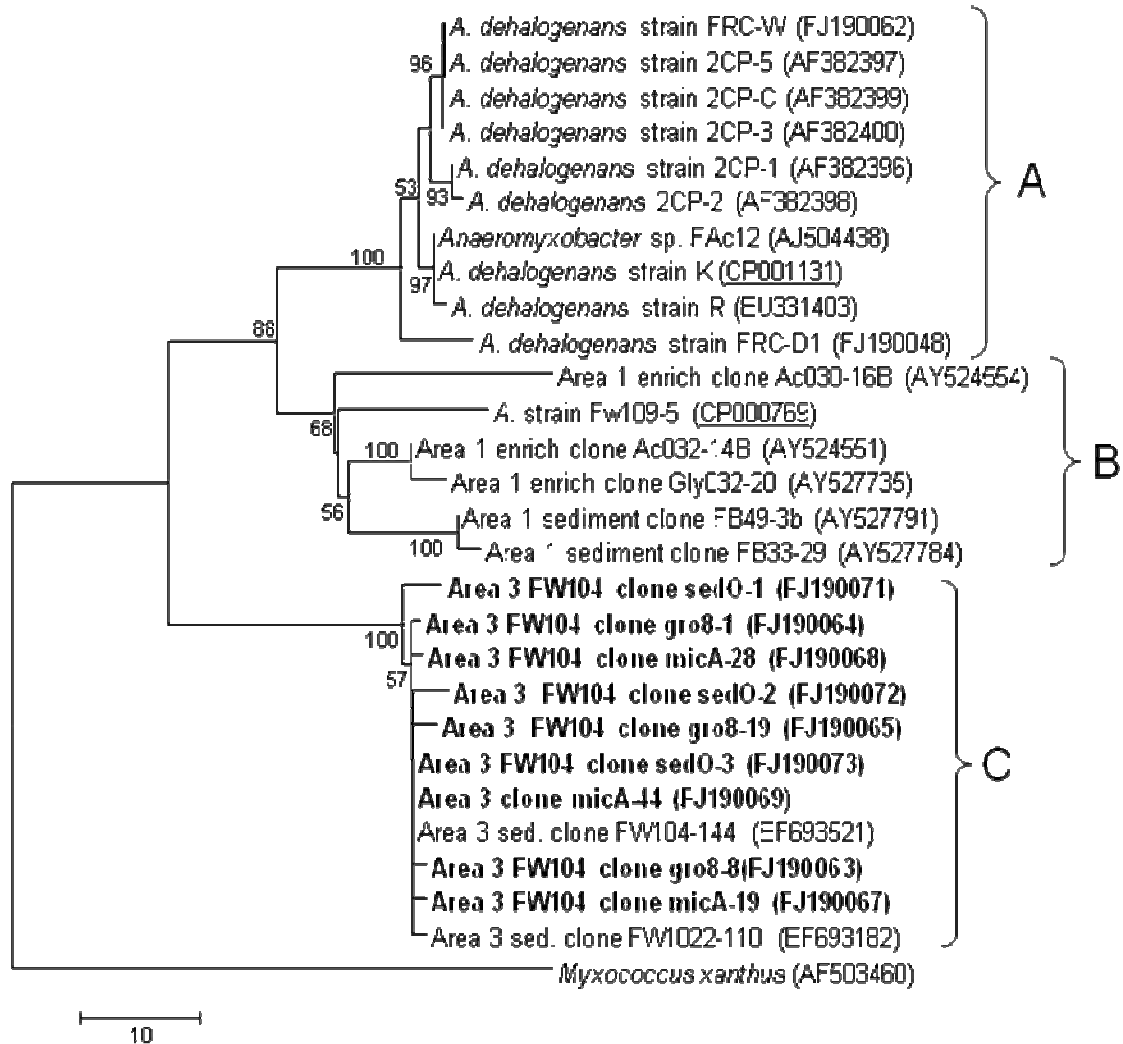 A. dehalogenans strain FRC-W (FJ190062)
A. dehalogenans strain 2CP-5 (AF382397)
96
A. dehalogenans strain 2CP-C (AF382399)
A. dehalogenans strain 2CP-3 (AF382400)
A. dehalogenans strain 2CP-1 (AF382396)
A
53
93
A. dehalogenans 2CP-2 (AF382398)
Anaeromyxobacter sp. FAc12 (AJ504438)
100
A. dehalogenans strain K (CP001131)
97
A. dehalogenans strain R (EU331403)
86
A. dehalogenans strain FRC-D1 (FJ190048)
Area 1 enrich clone Ac030-16B (AY524554)
A. strain Fw109-5 (CP000769)
68
100
Area 1 enrich clone Ac032-14B (AY524551)
B
Area 1 enrich clone GlyC32-20 (AY527735)
56
Area 1 sediment clone FB49-3b (AY527791)
100
Area 1 sediment clone FB33-29 (AY527784)
Area 3 FW104 clone sedO-1 (FJ190071)
Area 3 FW104 clone gro8-1 (FJ190064)
100
Area 3 FW104 clone micA-28 (FJ190068)
57
Area 3 FW104 clone sedO-2 (FJ190072)
Area 3 FW104 clone gro8-19 (FJ190065)
Area 3 FW104 clone sedO-3 (FJ190073)
C
Area 3 clone micA-44 (FJ190069)
Area 3 sed. clone FW104-144 (EF693521)
Area 3 FW104 clone gro8-8(FJ190063)
Area 3 FW104 clone micA-19 (FJ190067)
Area 3 sed. clone FW1022-110 (EF693182)
Myxococcus xanthus (AF503460)
10